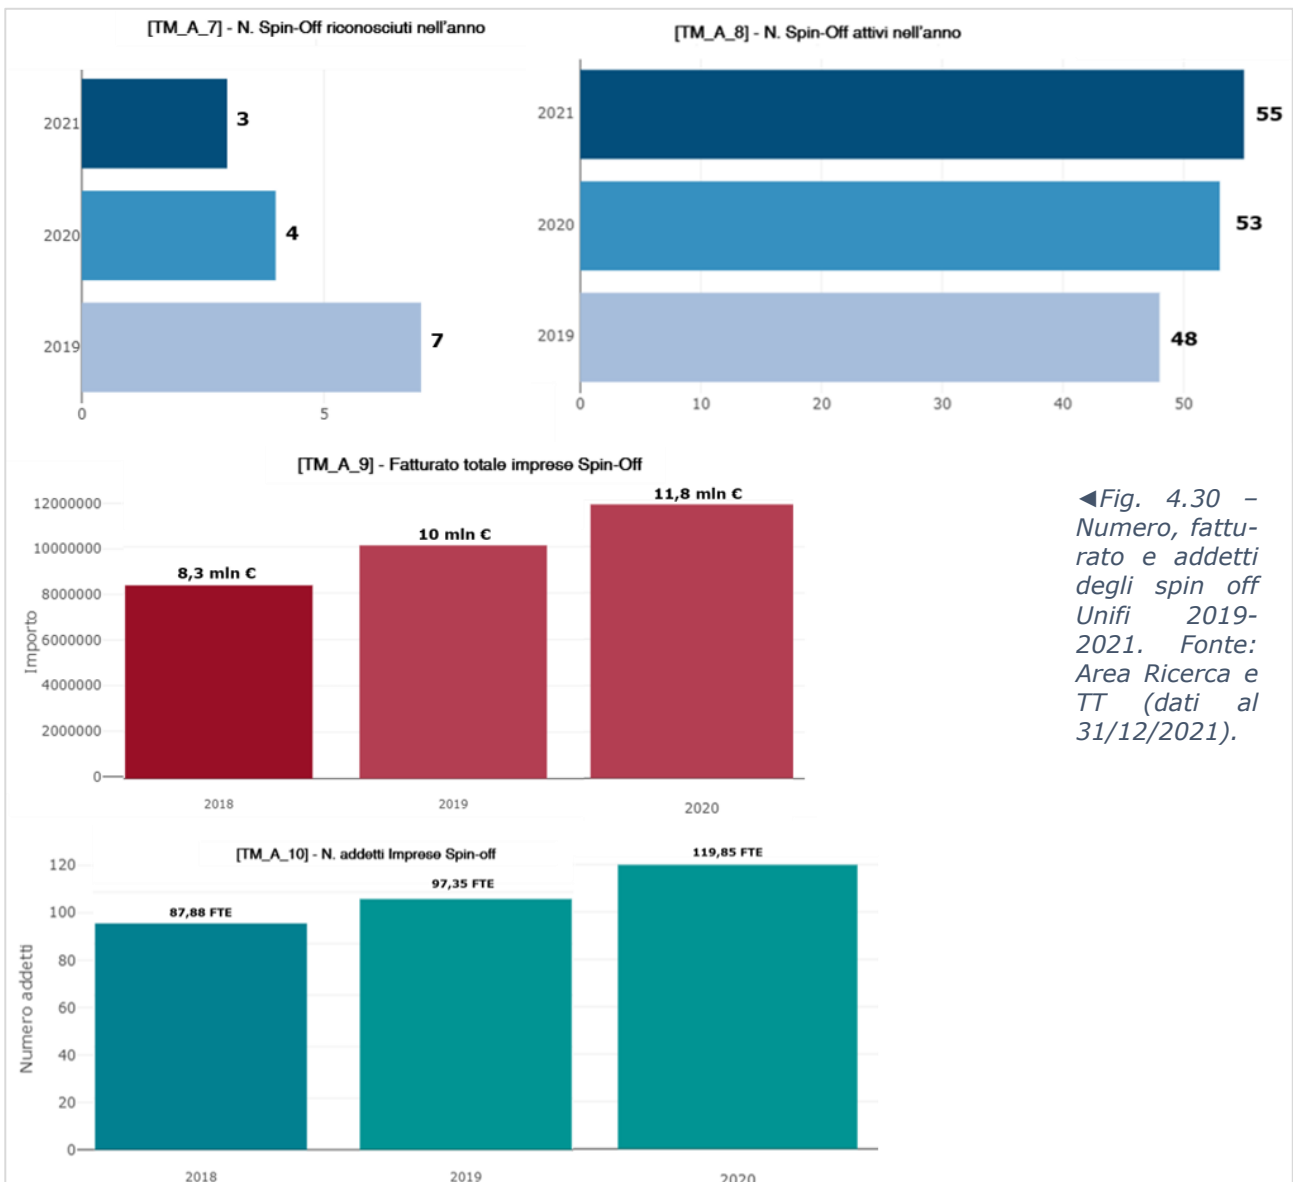 [TM_A_7] - N. Spin-Off riconosciuti nell'anno
2021
3
2020
4
2019
7
0
5
[TM_A_8] - N. Spin-Off attivi nell'anno
2021
55
2020
53
2019
48
0
10
20
30
40
50
[TM_A_9] - Fatturato totale imprese Spin-Off
Importo
12000000
10000000
8000000
6000000
4000000
2000000
0
8,3 mln €
10 mln €
11,8 mln €
2018
2019
2020
◄Fig. 4.30 –
Numero, fattu-
rato e addetti
degli spin off
Unifi 2019-
2021. Fonte:
Area Ricerca e
TT (dati al
31/12/2021).
[TM_A_10] - N. addetti Imprese Spin-off
Numero addetti
120
100
80
60
40
20
0
87,88 FTE
97,35 FTE
119,85 FTE
2018
2019
2020